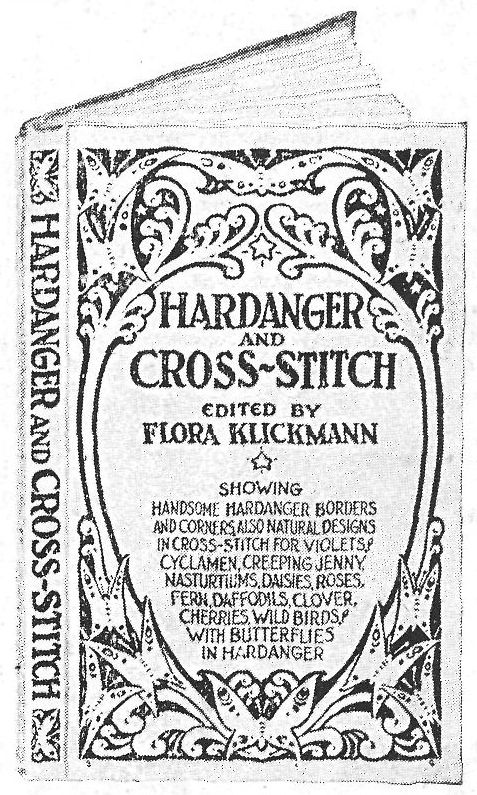 HARDANGER AND CROSS-STITCH
HARDANGER
AND
CROSS-STITCH
EDITED BY
FLORA KLICKMANN
SHOWING
HANDSOME HARDANGER BORDERS
AND CORNERS, ALSO NATURAL DESIGNS
IN CROSS-STITCH FOR VIOLETS, &
CYCLAMEN, CREEPING JENNY,
NASTURTIUMS, DAISIES, ROSES,
FERN, DAFFODILS, CLOVER,
CHERRIES, WILD BIRDS, &
WITH BUTTERFLIES
IN HARDANGER